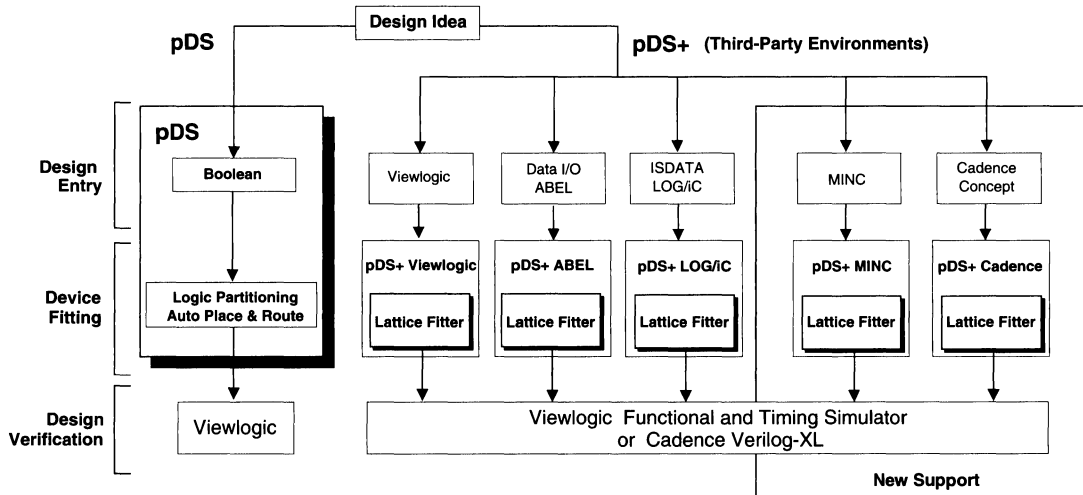 Design Idea
pDS
pDS+ (Third-Party Environments)
pDS
Design
Entry
Boolean
Viewlogic
Data I/O
ABEL
ISDATA
LOG/iC
MINC
Cadence
Concept
Device
Fitting
Logic Partitioning
Auto Place & Route
pDS+ Viewlogic
Lattice Fitter
pDS+ ABEL
Lattice Fitter
pDS+ LOG/iC
Lattice Fitter
pDS+ MINC
Lattice Fitter
pDS+ Cadence
Lattice Fitter
Design
Verification
Viewlogic
Viewlogic Functional and Timing Simulator
or Cadence Verilog-XL
New Support